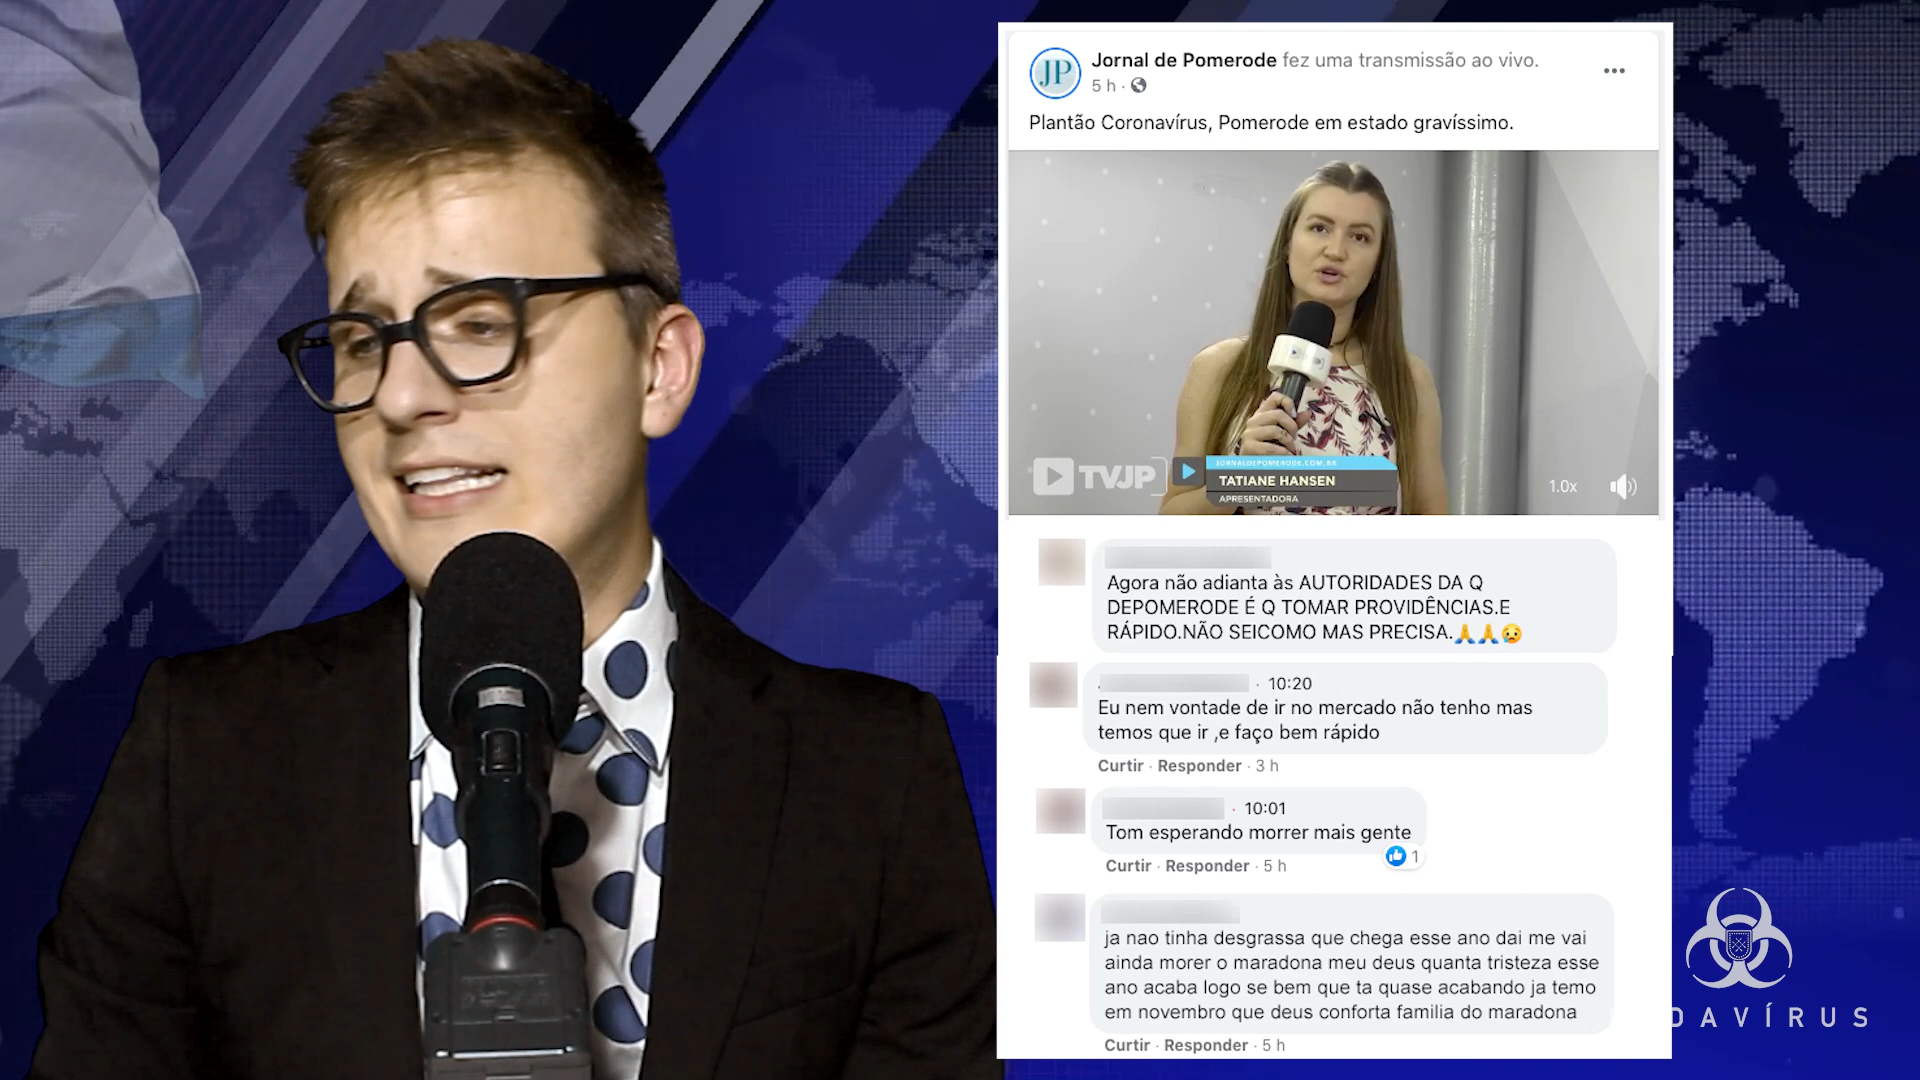 JP
Jornal de Pomerode fez uma transmissão ao vivo.
5 h ·
Plantão Coronavírus, Pomerode em estado gravíssimo.
TVJP
JORNALDEPOMERODE.COM.BR
TATIANE HANSEN
APRESENTADORA
1.0x
Agora não adianta às AUTORIDADES DA Q
DEPOMERODE É Q TOMAR PROVIDÊNCIAS.E
RÁPIDO.NÃO SEICOMO MAS PRECISA.🙏🙏😥
· 10:20
Eu nem vontade de ir no mercado não tenho mas
temos que ir ,e faço bem rápido
Curtir · Responder · 3 h
· 10:01
Tom esperando morrer mais gente
1
Curtir · Responder · 5 h
ja nao tinha desgrassa que chega esse ano dai me vai
ainda morer o maradona meu deus quanta tristeza esse
ano acaba logo se bem que ta quase acabando ja temo
em novembro que deus conforta familia do maradona
Curtir · Responder · 5 h
DAVÍRUS